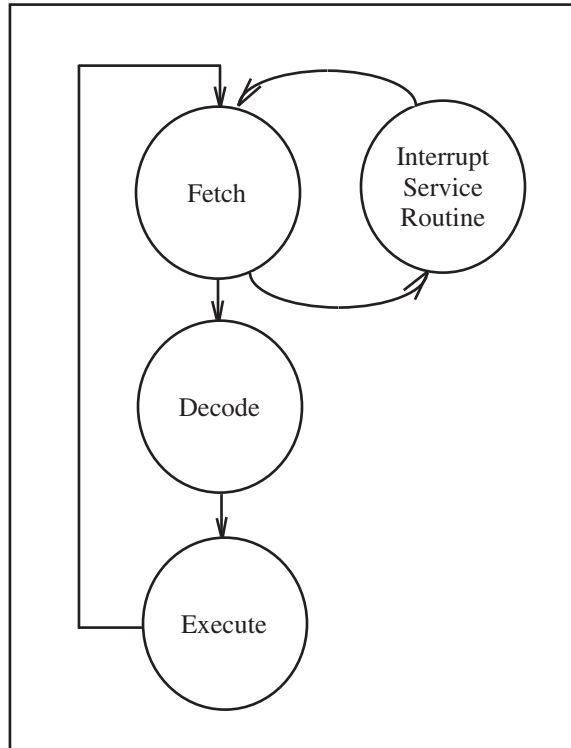 Fetch
Interrupt
Service
Routine
Decode
Execute